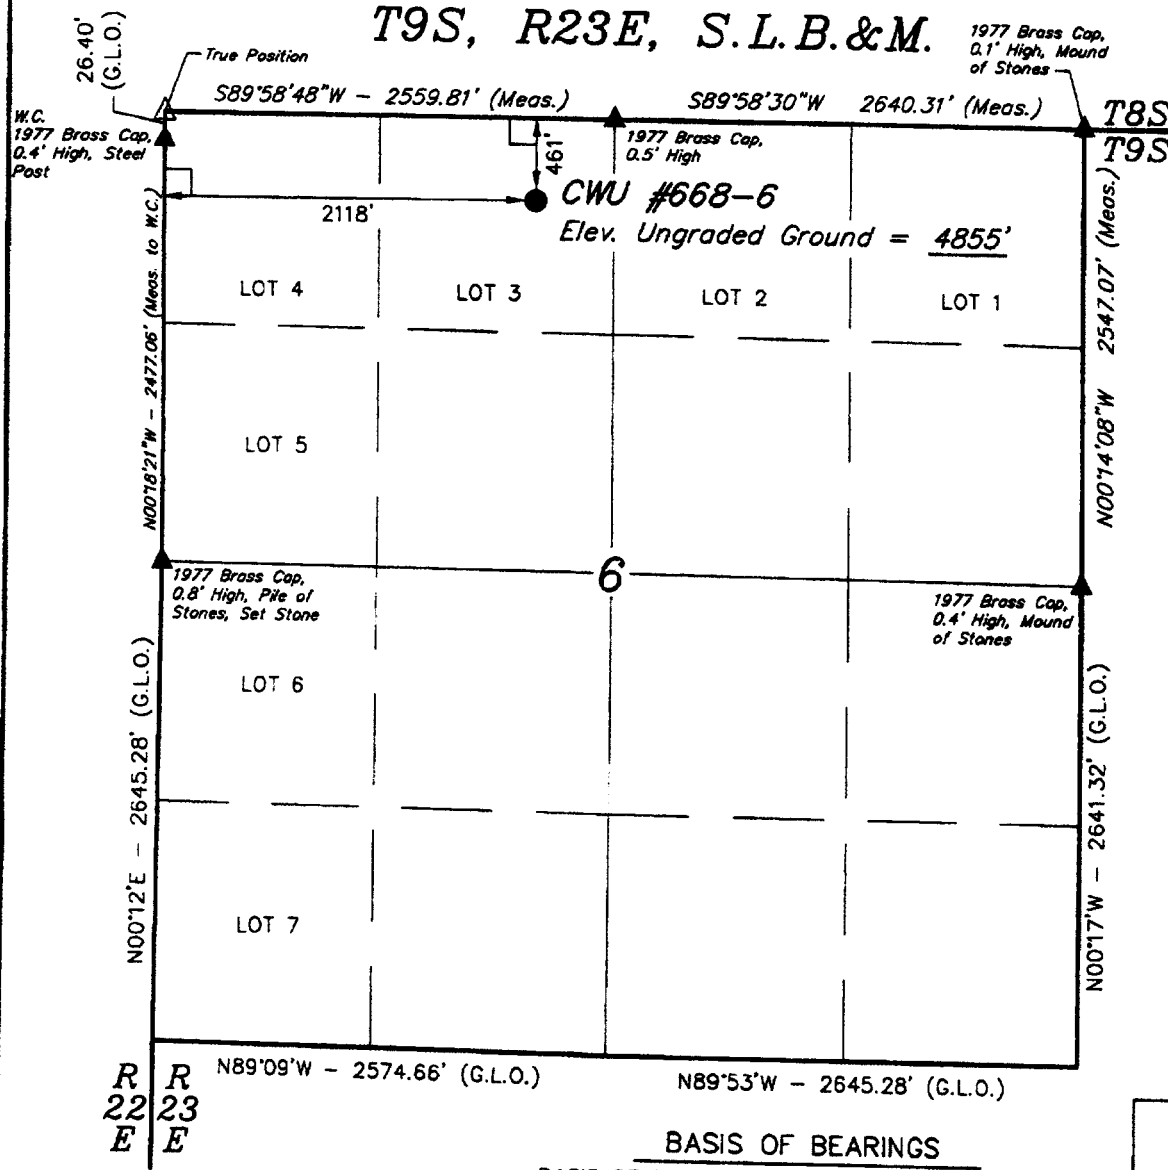 T9S, R23E, S.L.B.&M.
26.40'
(G.L.O.)
True Position
1977 Brass Cap,
0.1' High, Mound
of Stones
S89°58'48"W - 2559.81' (Meas.)
S89°58'30"W 2640.31' (Meas.)
T8S
T9S
W.C.
1977 Brass Cap,
0.4' High, Steel
Post
1977 Brass Cap,
0.5' High
461'
2118'
CWU #668-6
Elev. Ungraded Ground = 4855'
LOT 4
LOT 3
LOT 2
LOT 1
N00°18'21"W - 2477.06' (Meas. to W.C.)
N00°14'08"W 2547.07' (Meas.)
LOT 5
6
1977 Brass Cap,
0.8' High, Pile of
Stones, Set Stone
1977 Brass Cap,
0.4' High, Mound
of Stones
LOT 6
N00°12'E - 2645.28' (G.L.O.)
N00°17'W - 2641.32' (G.L.O.)
LOT 7
N89°09'W - 2574.66' (G.L.O.)
N89°53'W - 2645.28' (G.L.O.)
R R
22 23
E E
BASIS OF BEARINGS